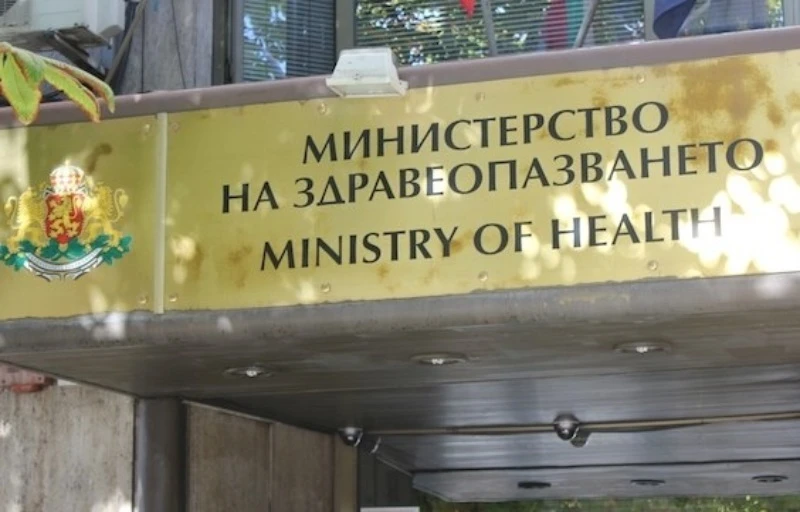 МИНИСТЕРСТВО
НА ЗДРАВЕОПАЗВАНЕТО
MINISTRY OF HEALTH